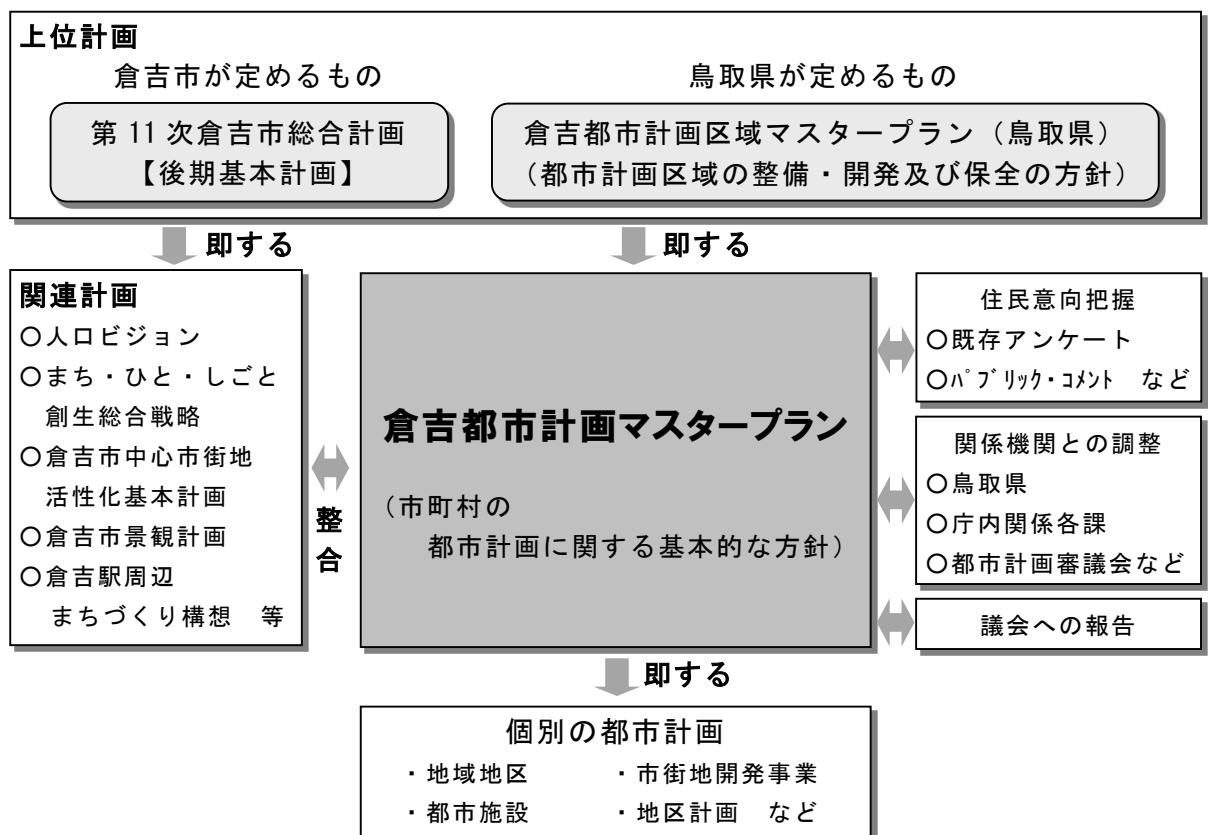 上位計画
倉吉市が定めるもの
第 11 次倉吉市総合計画
【後期基本計画】
鳥取県が定めるもの
倉吉都市計画区域マスタープラン（鳥取県）
（都市計画区域の整備・開発及び保全の方針）
即する
即する
関連計画
〇人口ビジョン
〇まち・ひと・しごと
創生総合戦略
〇倉吉市中心市街地
活性化基本計画
〇倉吉市景観計画
〇倉吉駅周辺
まちづくり構想　等
整合
倉吉都市計画マスタープラン
（市町村の
都市計画に関する基本的な方針）
住民意向把握
〇既存アンケート
〇ﾊﾟﾌﾞﾘｯｸ・ｺﾒﾝﾄ　など
関係機関との調整
〇鳥取県
〇庁内関係各課
〇都市計画審議会など
議会への報告
即する
個別の都市計画
・地域地区　・市街地開発事業
・都市施設　・地区計画　など